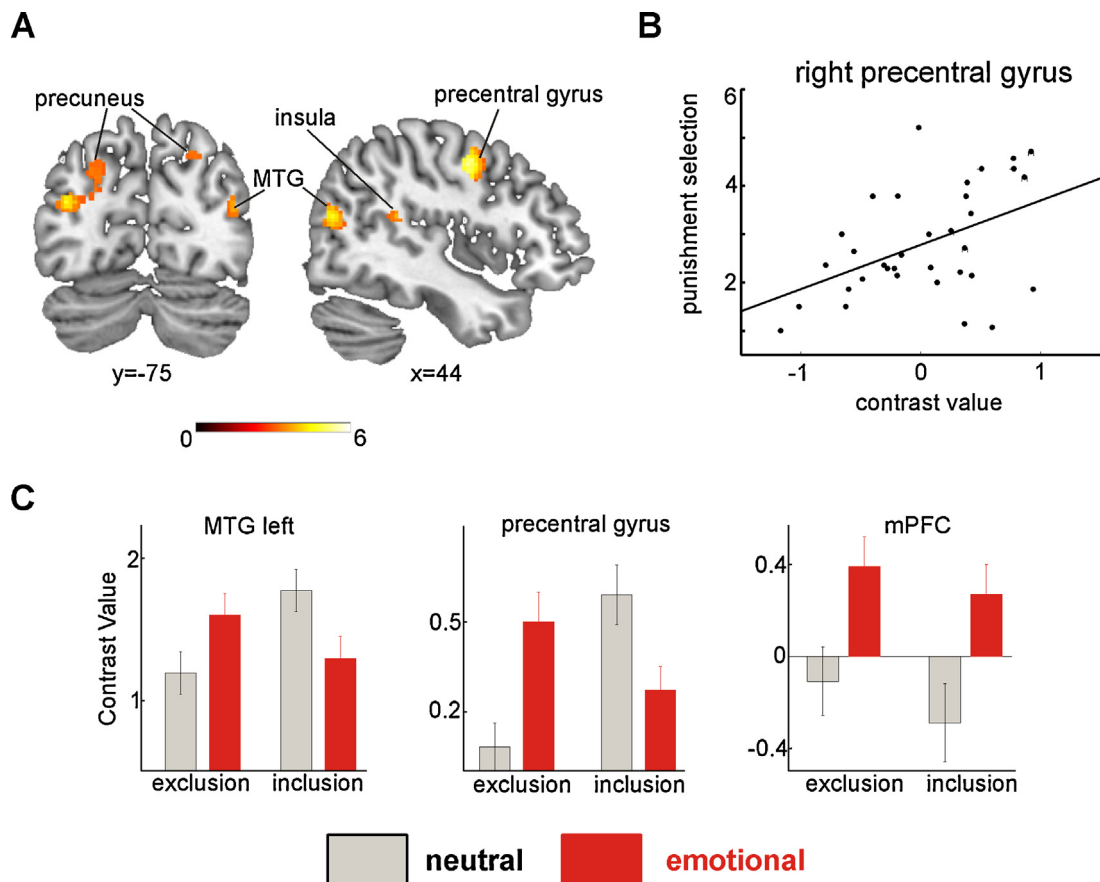 A
B
precuneus
insula
precentral gyrus
MTG
y=-75
x=44
0
6
right precentral gyrus
punishment selection
6
4
2
-1
0
1
contrast value
C
MTG left
Contrast Value
2
1
exclusion
inclusion
precentral gyrus
0.5
0.2
exclusion
inclusion
mPFC
0.4
0
-0.4
exclusion
inclusion
neutral
emotional